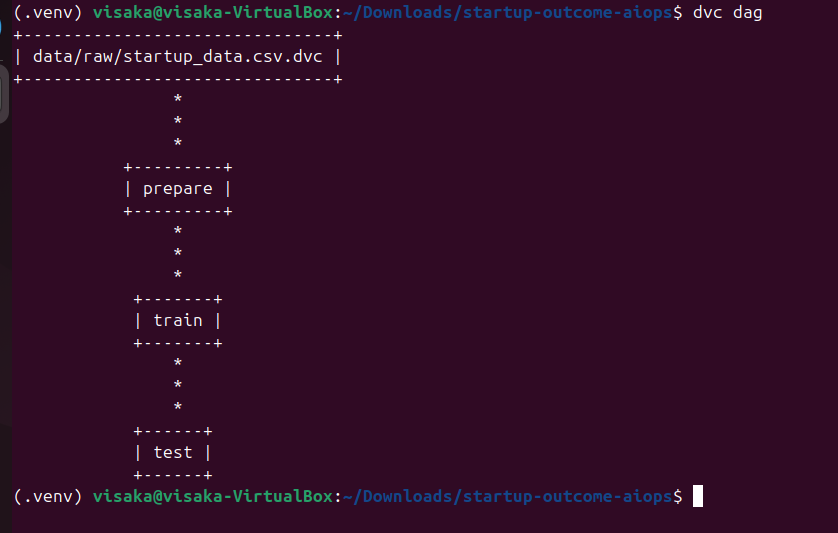 (.venv) visaka@visaka-VirtualBox:~/Downloads/startup-outcome-aiops$ dvc dag
+-------------------------------+
| data/raw/startup_data.csv.dvc |
+-------------------------------+
                *
                *
                *
           +---------+
           | prepare |
           +---------+
                *
                *
                *
            +-------+
            | train |
            +-------+
                *
                *
                *
            +------+
            | test |
            +------+
(.venv) visaka@visaka-VirtualBox:~/Downloads/startup-outcome-aiops$